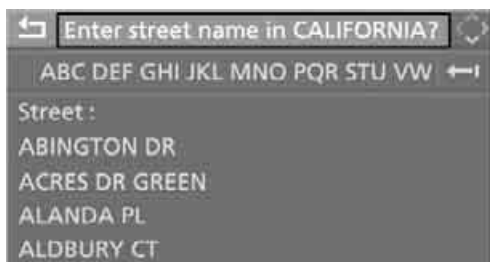 Enter street name in CALIFORNIA?
ABC DEF GHI JKL MNO PQR STU VW
Street :
ABINGTON DR
ACRES DR GREEN
ALANDA PL
ALDBURY CT